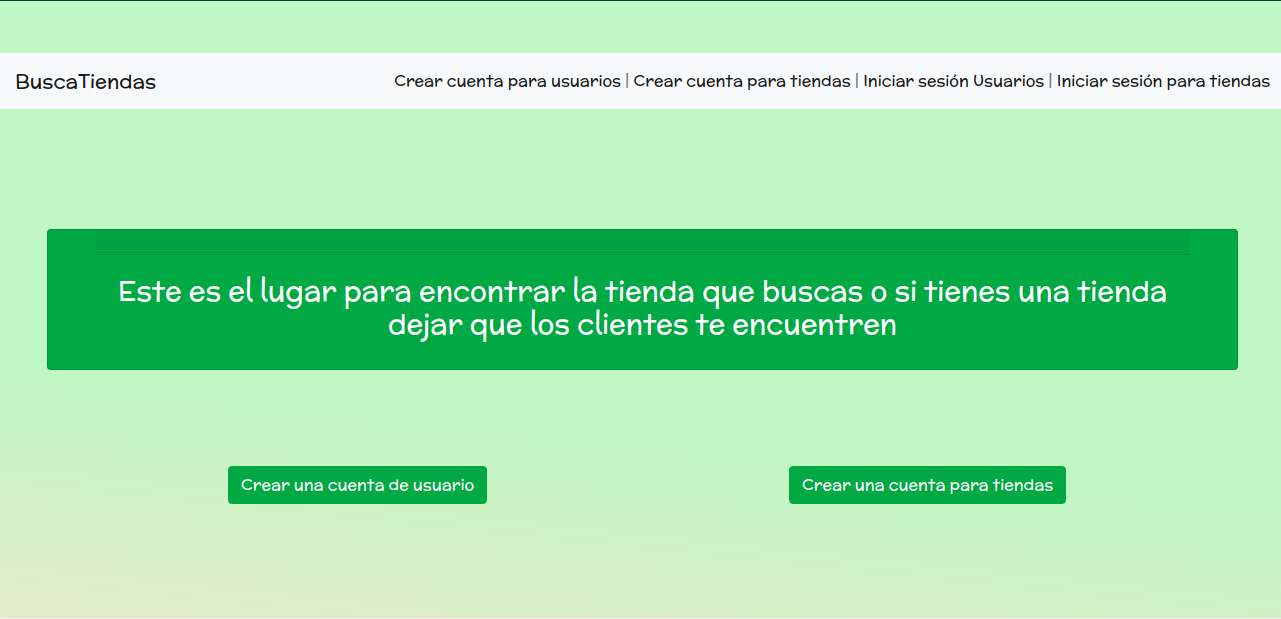 BuscaTiendas
Crear cuenta para usuarios | Crear cuenta para tiendas | Iniciar sesión Usuarios | Iniciar sesión para tiendas
Este es el lugar para encontrar la tienda que buscas o si tienes una tienda
dejar que los clientes te encuentren
Crear una cuenta de usuario
Crear una cuenta para tiendas